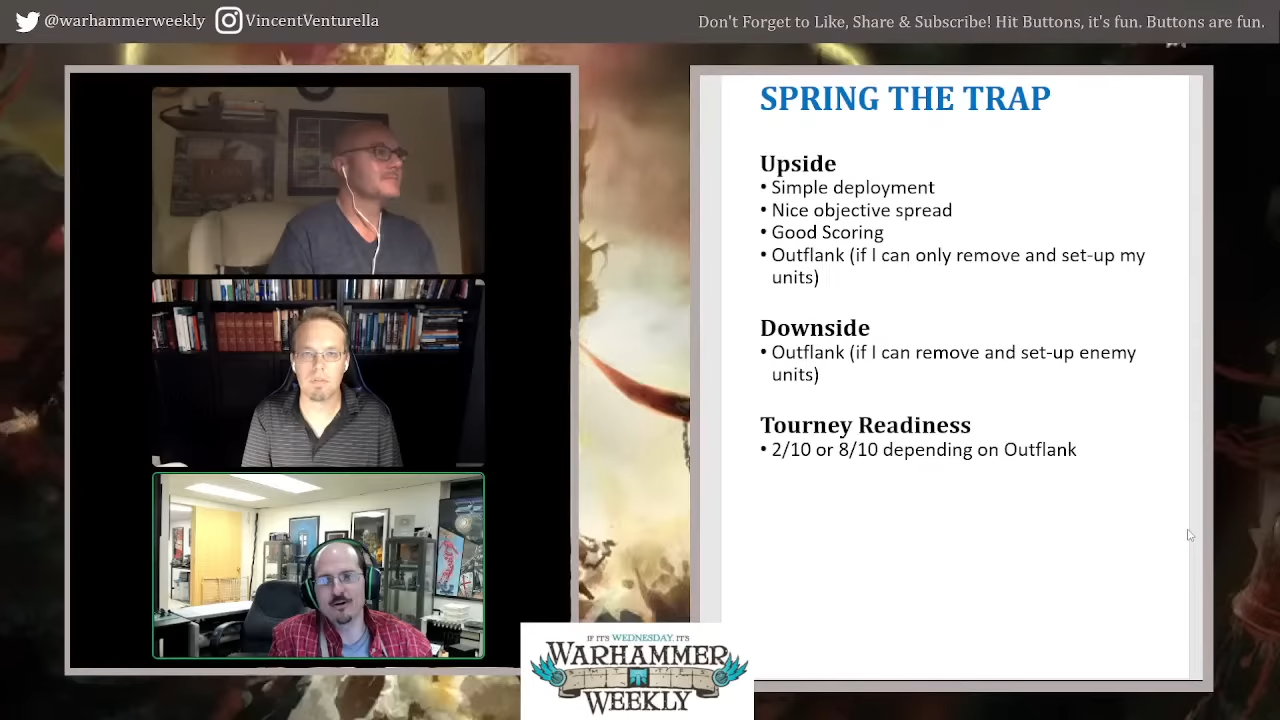 @warhammerweekly VincentVenturella
Don't Forget to Like, Share & Subscribe! Hit Buttons, it's fun. Buttons are fun.
SPRING THE TRAP
Upside
• Simple deployment
• Nice objective spread
• Good Scoring
• Outflank (if I can only remove and set-up my
units)
Downside
• Outflank (if I can remove and set-up enemy
units)
Tourney Readiness
• 2/10 or 8/10 depending on Outflank
IF IT'S WEDNESDAY, IT'S
WARHAMMER
WEEKLY